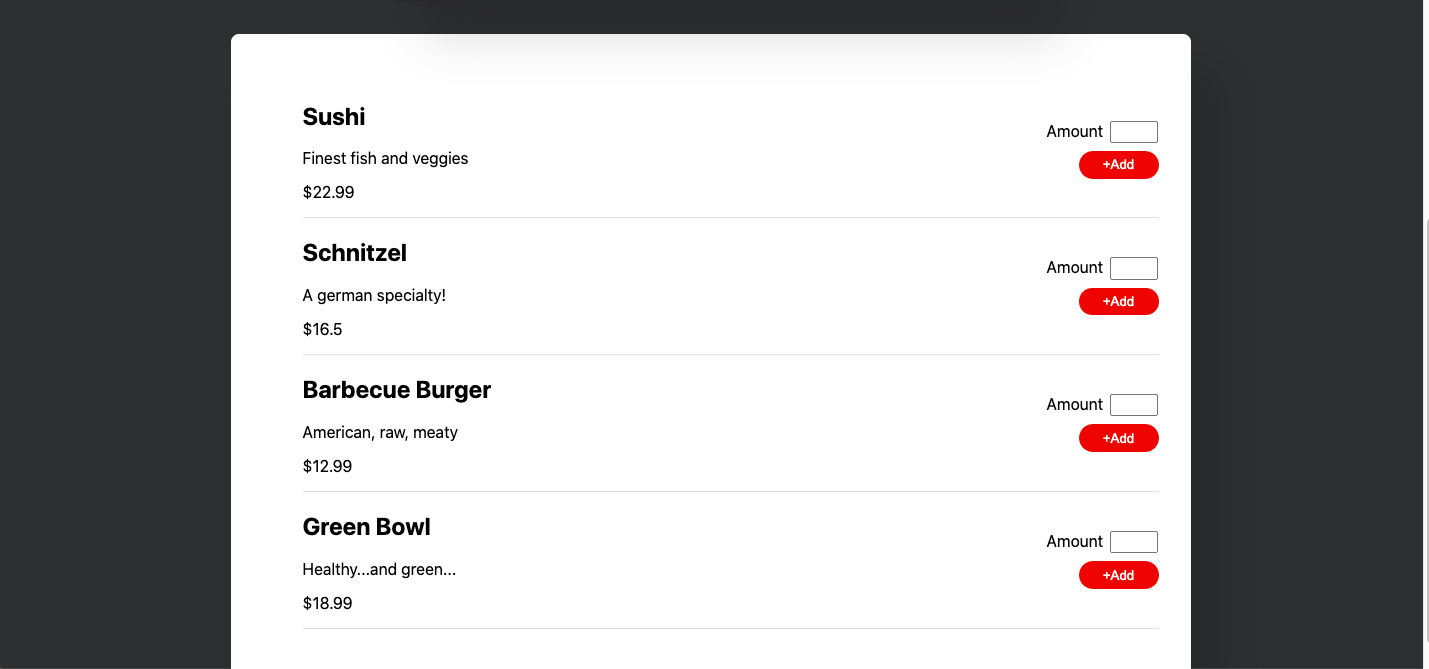 Sushi
Amount
Finest fish and veggies
+Add
$22.99
Schnitzel
Amount
A german specialty!
+Add
$16.5
Barbecue Burger
Amount
American, raw, meaty
+Add
$12.99
Green Bowl
Amount
Healthy...and green...
+Add
$18.99